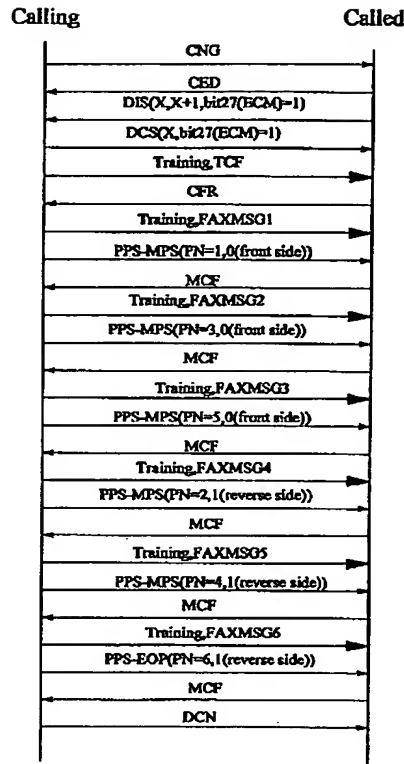 Calling Called
CNG
CED
DIS(X,X+1,bit27(ECM)=1)
DCS(X,bit27(ECM)=1)
Training,TCF
CFR
Training,FAXMSG1
PPS-MPS(PN=1,0(front side))
MCF
Training,FAXMSG2
PPS-MPS(PN=3,0(front side))
MCF
Training,FAXMSG3
PPS-MPS(PN=5,0(front side))
MCF
Training,FAXMSG4
PPS-MPS(PN=2,1(reverse side))
MCF
Training,FAXMSG5
PPS-MPS(PN=4,1(reverse side))
MCF
Training,FAXMSG6
PPS-EOP(PN=6,1(reverse side))
MCF
DCN